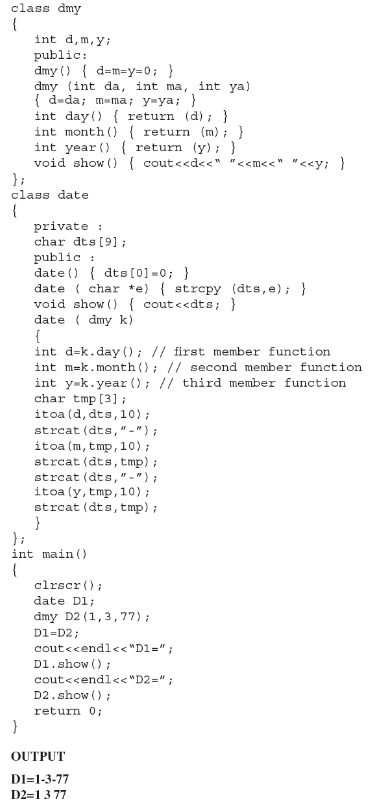 class dmy
{
int d,m,y;
public:
dmy() { d=m=y=0; }
dmy (int da, int ma, int ya)
{ d=da; m=ma; y=ya; }
int day() { return (d); }
int month() { return (m); }
int year() { return (y); }
void show() { cout<<d<<“ ”<<m<<“ ”<<y; }
};
class date
{
private :
char dts[9];
public :
date() { dts[0]=0; }
date ( char *e) { strcpy (dts,e); }
void show() { cout<<dts; }
date ( dmy k)
{
int d=k.day(); // first member function
int m=k.month(); // second member function
int y=k.year(); // third member function
char tmp[3];
itoa(d,dts,10);
strcat(dts,”-”);
itoa(m,tmp,10);
strcat(dts,tmp);
strcat(dts,”-”);
itoa(y,tmp,10);
strcat(dts,tmp);
}
};
int main()
{
clrscr();
date D1;
dmy D2(1,3,77);
D1=D2;
cout<<endl<<“D1=”;
D1.show();
cout<<endl<<“D2=”;
D2.show();
return 0;
}
OUTPUT
D1=1-3-77
D2=1 3 77